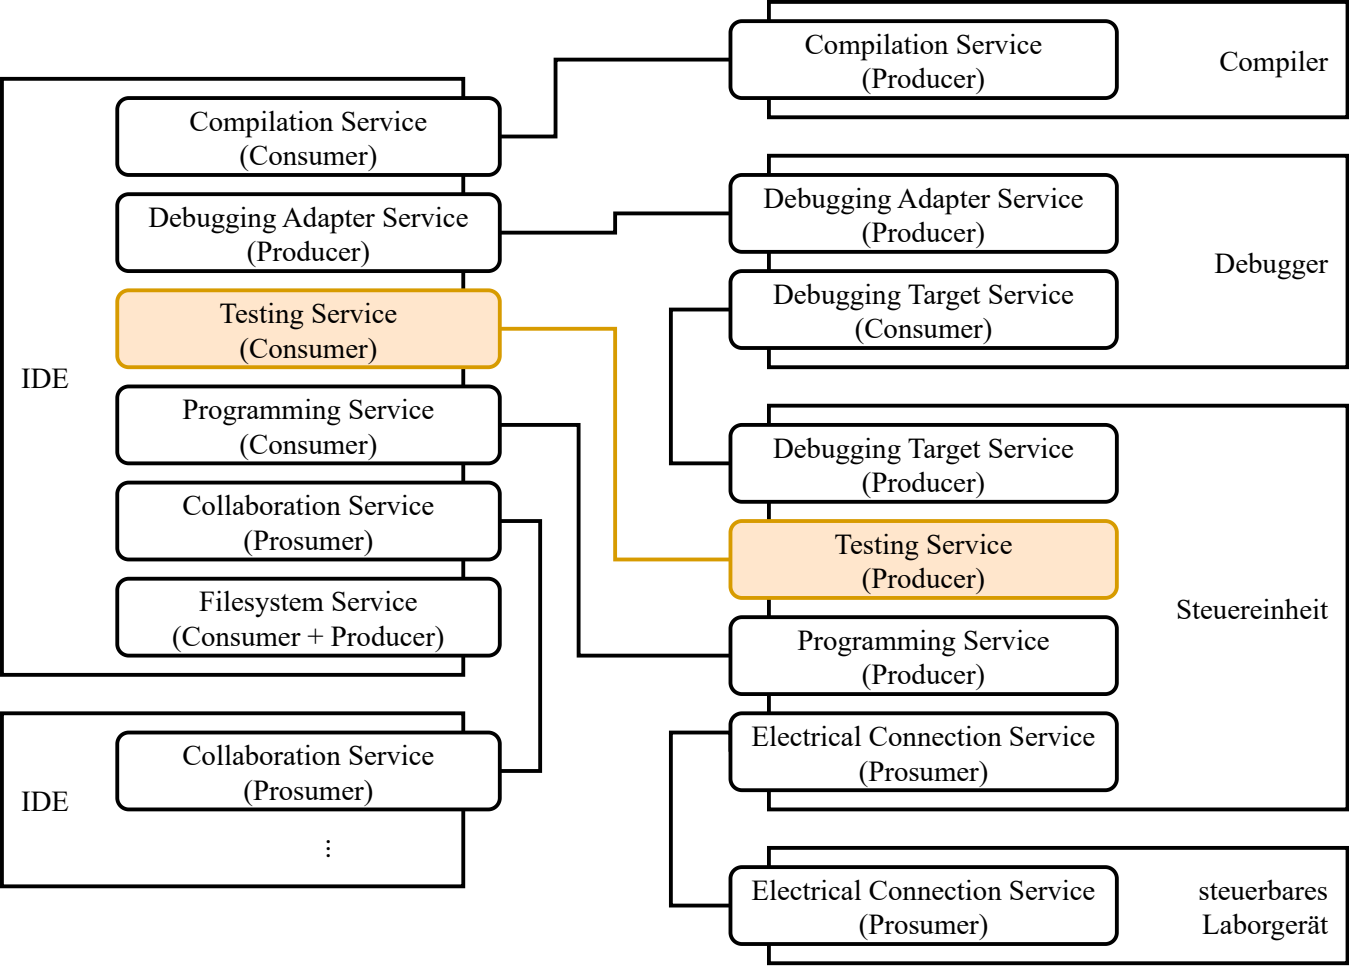 IDE
Compilation Service
(Consumer)
Debugging Adapter Service
(Producer)
Testing Service
(Consumer)
Programming Service
(Consumer)
Collaboration Service
(Prosumer)
Filesystem Service
(Consumer + Producer)
IDE
Collaboration Service
(Prosumer)
⋮
Compilation Service
(Producer)
Compiler
Debugging Adapter Service
(Producer)
Debugging Target Service
(Consumer)
Debugger
Debugging Target Service
(Producer)
Testing Service
(Producer)
Programming Service
(Producer)
Electrical Connection Service
(Prosumer)
Steuereinheit
Electrical Connection Service
(Prosumer)
steuerbares
Laborgerät